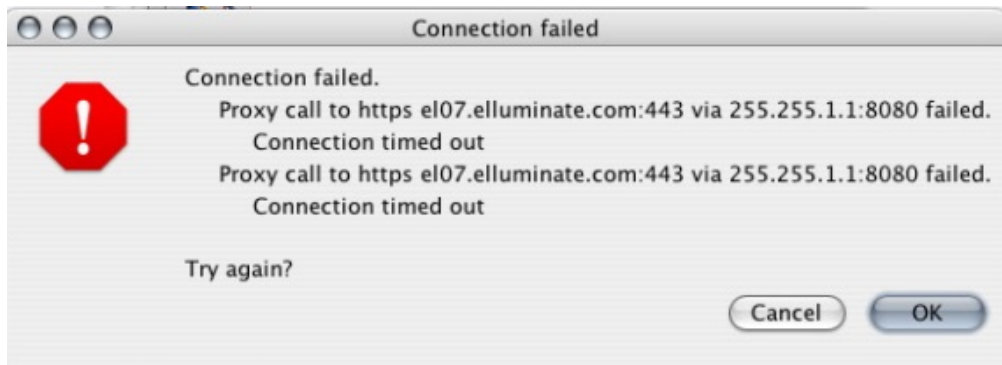 Connection failed
Connection failed.
Proxy call to https el07.elluminate.com:443 via 255.255.1.1:8080 failed.
Connection timed out
Proxy call to https el07.elluminate.com:443 via 255.255.1.1:8080 failed.
Connection timed out
Try again?
Cancel OK